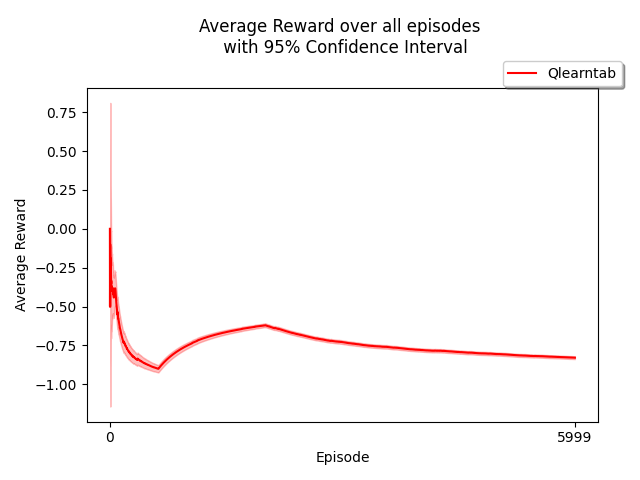 Average Reward over all episodes
with 95% Confidence Interval
Qlearntab
0.75
0.50
0.25
0.00
−0.25
−0.50
−0.75
−1.00
Average Reward
0
5999
Episode